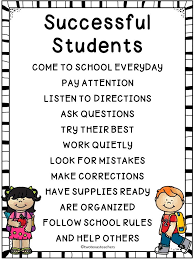 Successful
Students
COME TO SCHOOL EVERYDAY
PAY ATTENTION
LISTEN TO DIRECTIONS
ASK QUESTIONS
TRY THEIR BEST
WORK QUIETLY
LOOK FOR MISTAKES
MAKE CORRECTIONS
HAVE SUPPLIES READY
ARE ORGANIZED
FOLLOW SCHOOL RULES
AND HELP OTHERS